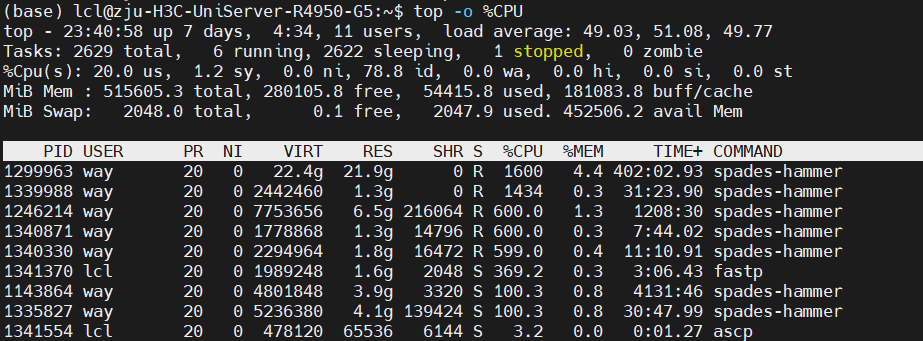 (base) lcl@zju-H3C-UniServer-R4950-G5:~$ top -o %CPU
top - 23:40:58 up 7 days,  4:34, 11 users,  load average: 49.03, 51.08, 49.77
Tasks: 2629 total,   6 running, 2622 sleeping,   1 stopped,   0 zombie
%Cpu(s): 20.0 us,  1.2 sy,  0.0 ni, 78.8 id,  0.0 wa,  0.0 hi,  0.0 si,  0.0 st
MiB Mem : 515605.3 total, 280105.8 free,  54415.8 used, 181083.8 buff/cache
MiB Swap:   2048.0 total,      0.1 free,   2047.9 used. 452506.2 avail Mem
    PID USER      PR  NI    VIRT    RES    SHR S  %CPU  %MEM     TIME+ COMMAND
1299963 way       20   0   22.4g  21.9g      0 R  1600   4.4 402:02.93 spades-hammer
1339988 way       20   0 2442460   1.3g      0 R  1434   0.3  31:23.90 spades-hammer
1246214 way       20   0 7753656   6.5g 216064 R 600.0   1.3   1208:30 spades-hammer
1340871 way       20   0 1778868   1.3g  14796 R 600.0   0.3   7:44.02 spades-hammer
1340330 way       20   0 2294964   1.8g  16472 R 599.0   0.4  11:10.91 spades-hammer
1341370 lcl       20   0 1989248   1.6g   2048 S 369.2   0.3   3:06.43 fastp
1143864 way       20   0 4801848   3.9g   3320 S 100.3   0.8   4131:46 spades-hammer
1335827 way       20   0 5236380   4.1g 139424 S 100.3   0.8  30:47.99 spades-hammer
1341554 lcl       20   0  478120  65536   6144 S   3.2   0.0   0:01.27 ascp